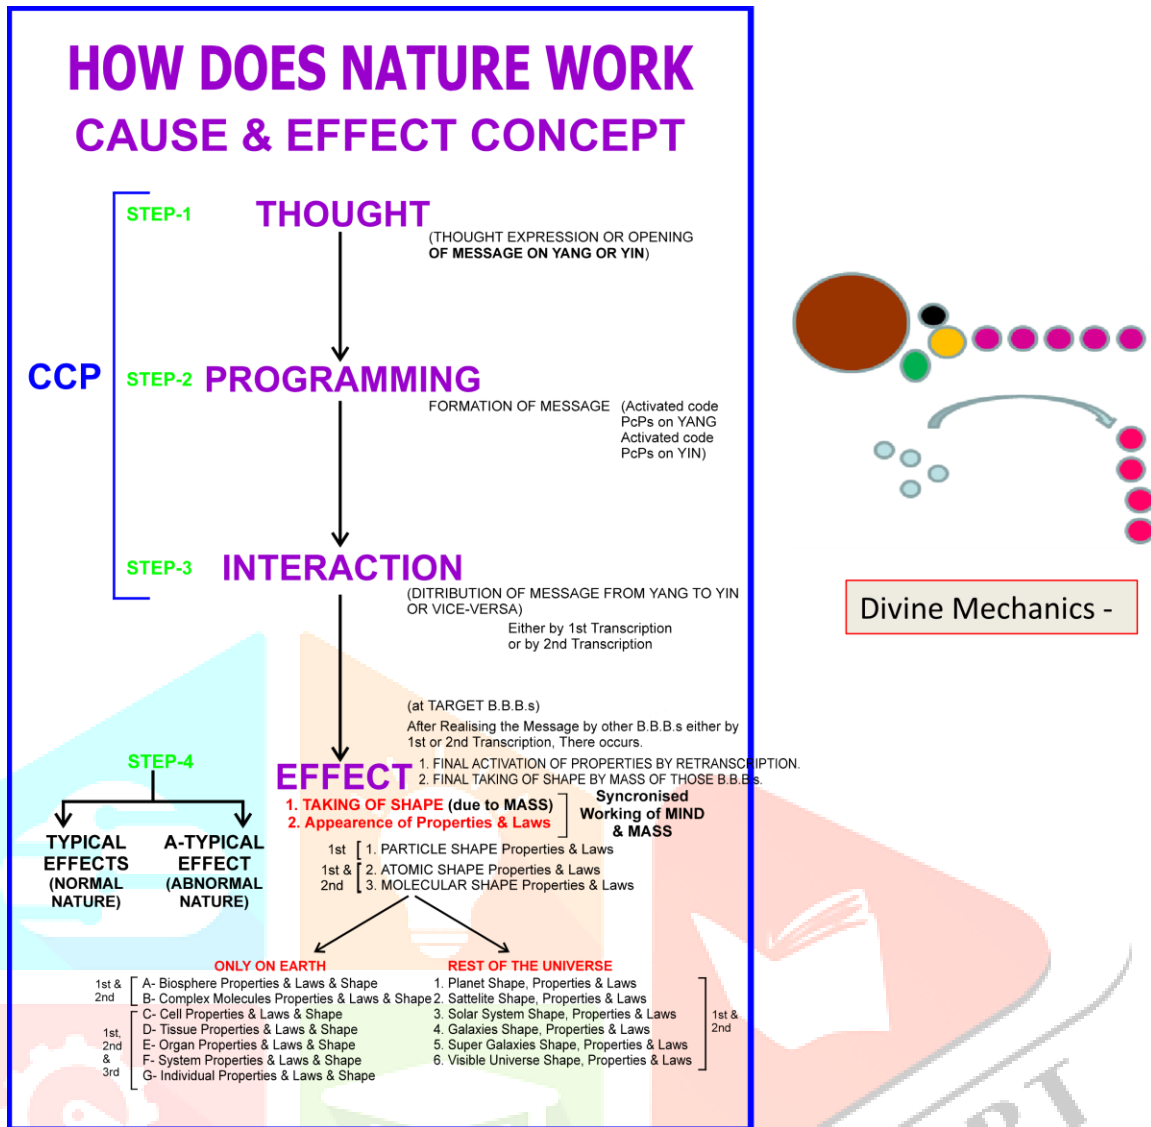 HOW DOES NATURE WORK
CAUSE & EFFECT CONCEPT
STEP-1
THOUGHT
(THOUGHT EXPRESSION OR OPENING
OF MESSAGE ON YANG OR YIN)
CCP
STEP-2
PROGRAMMING
FORMATION OF MESSAGE (Activated code
PcPs on YANG
Activated code
PcPs on YIN)
STEP-3
INTERACTION
(DITRIBUTION OF MESSAGE FROM YANG TO YIN
OR VICE-VERSA)
Either by 1st Transcription
or by 2nd Transcription
Divine Mechanics -
(at TARGET B.B.B.s)
After Realising the Message by other B.B.B.s either by
1st or 2nd Transcription, There occurs.
STEP-4
EFFECT
1. FINAL ACTIVATION OF PROPERTIES BY RETRANSCRIPTION.
2. FINAL TAKING OF SHAPE BY MASS OF THOSE B.B.B.s.
1. TAKING OF SHAPE (due to MASS)
2. Appearence of Properties & Laws
Syncronised
Working of MIND
& MASS
TYPICAL
EFFECTS
(NORMAL
NATURE)
A-TYPICAL
EFFECT
(ABNORMAL
NATURE)
1st
1. PARTICLE SHAPE Properties & Laws
1st &
2nd
2. ATOMIC SHAPE Properties & Laws
3. MOLECULAR SHAPE Properties & Laws
ONLY ON EARTH
1st &
2nd
A- Biosphere Properties & Laws & Shape
B- Complex Molecules Properties & Laws & Shape
1st,
2nd
&
3rd
C- Cell Properties & Laws & Shape
D- Tissue Properties & Laws & Shape
E- Organ Properties & Laws & Shape
F- System Properties & Laws & Shape
G- Individual Properties & Laws & Shape
REST OF THE UNIVERSE
1. Planet Shape, Properties & Laws
2. Sattelite Shape, Properties & Laws
3. Solar System Shape, Properties & Laws
4. Galaxies Shape, Properties & Laws
5. Super Galaxies Shape, Properties & Laws
6. Visible Universe Shape, Properties & Laws
1st &
2nd